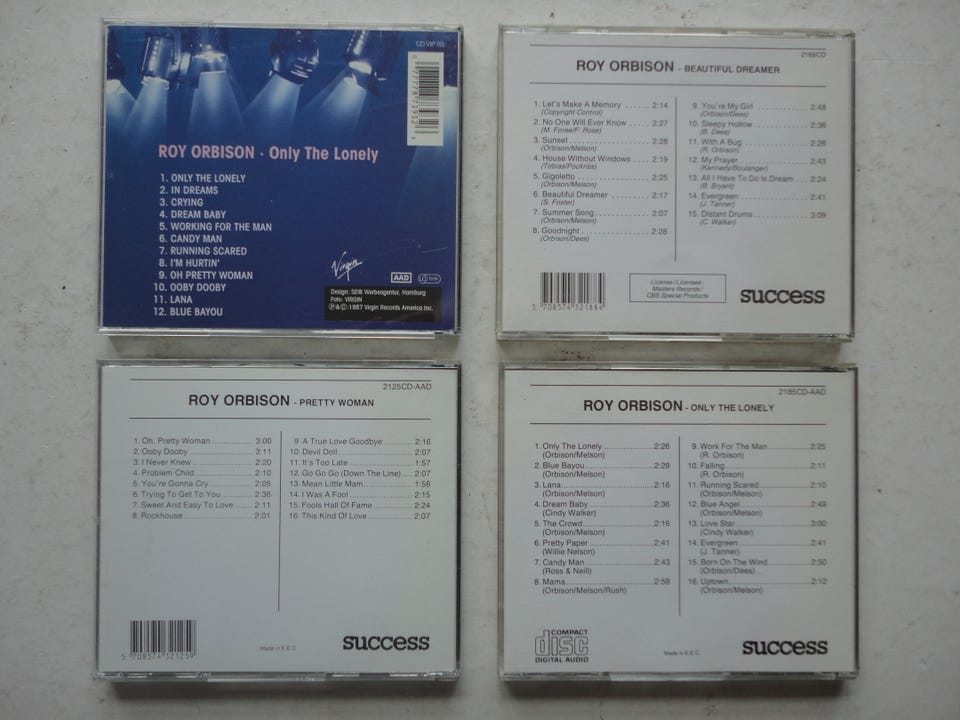 CD VIP 113
ROY ORBISON · Only The Lonely
1. ONLY THE LONELY
2. IN DREAMS
3. CRYING
4. DREAM BABY
5. WORKING FOR THE MAN
6. CANDY MAN
7. RUNNING SCARED
8. I'M HURTIN'
9. OH PRETTY WOMAN
10. OOBY DOOBY
11. LANA
12. BLUE BAYOU
Virgin
AAD
Design: SEIB Werbeagentur, Hamburg
Foto: VIRGIN
Ⓟ&©:1987 Virgin Records America Inc.
2188CD
ROY ORBISON - BEAUTIFUL DREAMER
1. Let's Make A Memory ...... 2:14
(Copyright Control)
2. No One Will Ever Know ..... 2:27
(M. Foree/F. Rose)
3. Sunset ..... 2:28
(Orbison/Melson)
4. House Without Windows ..... 2:19
(Tobias/Pockriss)
5. Gigoletto ..... 2:25
(Orbison/Melson)
6. Beautiful Dreamer ..... 2:17
(S. Foster)
7. Summer Song ..... 2:07
(Orbison/Melson)
8. Goodnight ..... 2:28
(Orbison/Dees)
9. You're My Girl ..... 2:48
(Orbison/Dees)
10. Sleepy Hollow ..... 2:36
(B. Dees)
11. With A Bug ..... 2:26
(R. Orbison)
12. My Prayer ..... 2:43
(Kennedy/Boulanger)
13. All I Have To Do is Dream ... 2:24
(B. Bryant)
14. Evergreen ..... 2:41
(J. Tanner)
15. Distant Drums ..... 3:09
(C. Walker)
5 708574 321884
License/Licensee:
Masters Records/
CBS Special Products
success
2125CD-AAD
ROY ORBISON - PRETTY WOMAN
1. Oh, Pretty Woman ..... 3:00
2. Ooby Dooby ..... 3:11
3. I Never Knew ..... 2:20
4. Problem Child ..... 2:10
5. You're Gonna Cry ..... 2:05
6. Trying To Get To You ..... 2:36
7. Sweet And Easy To Love ..... 2:11
8. Rockhouse ..... 2:01
9. A True Love Goodbye ..... 2:16
10. Devil Doll ..... 2:07
11. It's Too Late ..... 1:57
12. Go Go Go (Down The Line) ... 2:07
13. Mean Little Mam ..... 1:56
14. I Was A Fool ..... 2:15
15. Fools Hall Of Fame ..... 2:24
16. This Kind Of Love ..... 2:07
5 708574 321259
Made in E.E.C.
success
2185CD-AAD
ROY ORBISON - ONLY THE LONELY
1. Only The Lonely ..... 2:26
(Orbison/Melson)
2. Blue Bayou ..... 2:29
(Orbison/Melson)
3. Lana ..... 2:16
(Orbison/Melson)
4. Dream Baby ..... 2:36
(Cindy Walker)
5. The Crowd ..... 2:16
(Orbison/Melson)
6. Pretty Paper ..... 2:41
(Willie Nelson)
7. Candy Man ..... 2:43
(Ross & Neill)
8. Mama ..... 2:58
(Orbison/Melson/Rush)
9. Work For The Man ..... 2:25
(R. Orbison)
10. Falling ..... 2:11
(R. Orbison)
11. Running Scared ..... 2:10
(Orbison/Melson)
12. Blue Angel ..... 2:49
(Orbison/Melson)
13. Love Star ..... 3:00
(Cindy Walker)
14. Evergreen ..... 2:41
(J. Tanner)
15. Born On The Wind ..... 2:50
(Orbison/Dees)
16. Uptown ..... 2:12
(Orbison/Melson)
COMPACT
disc
DIGITAL AUDIO
Made in E.E.C.
success